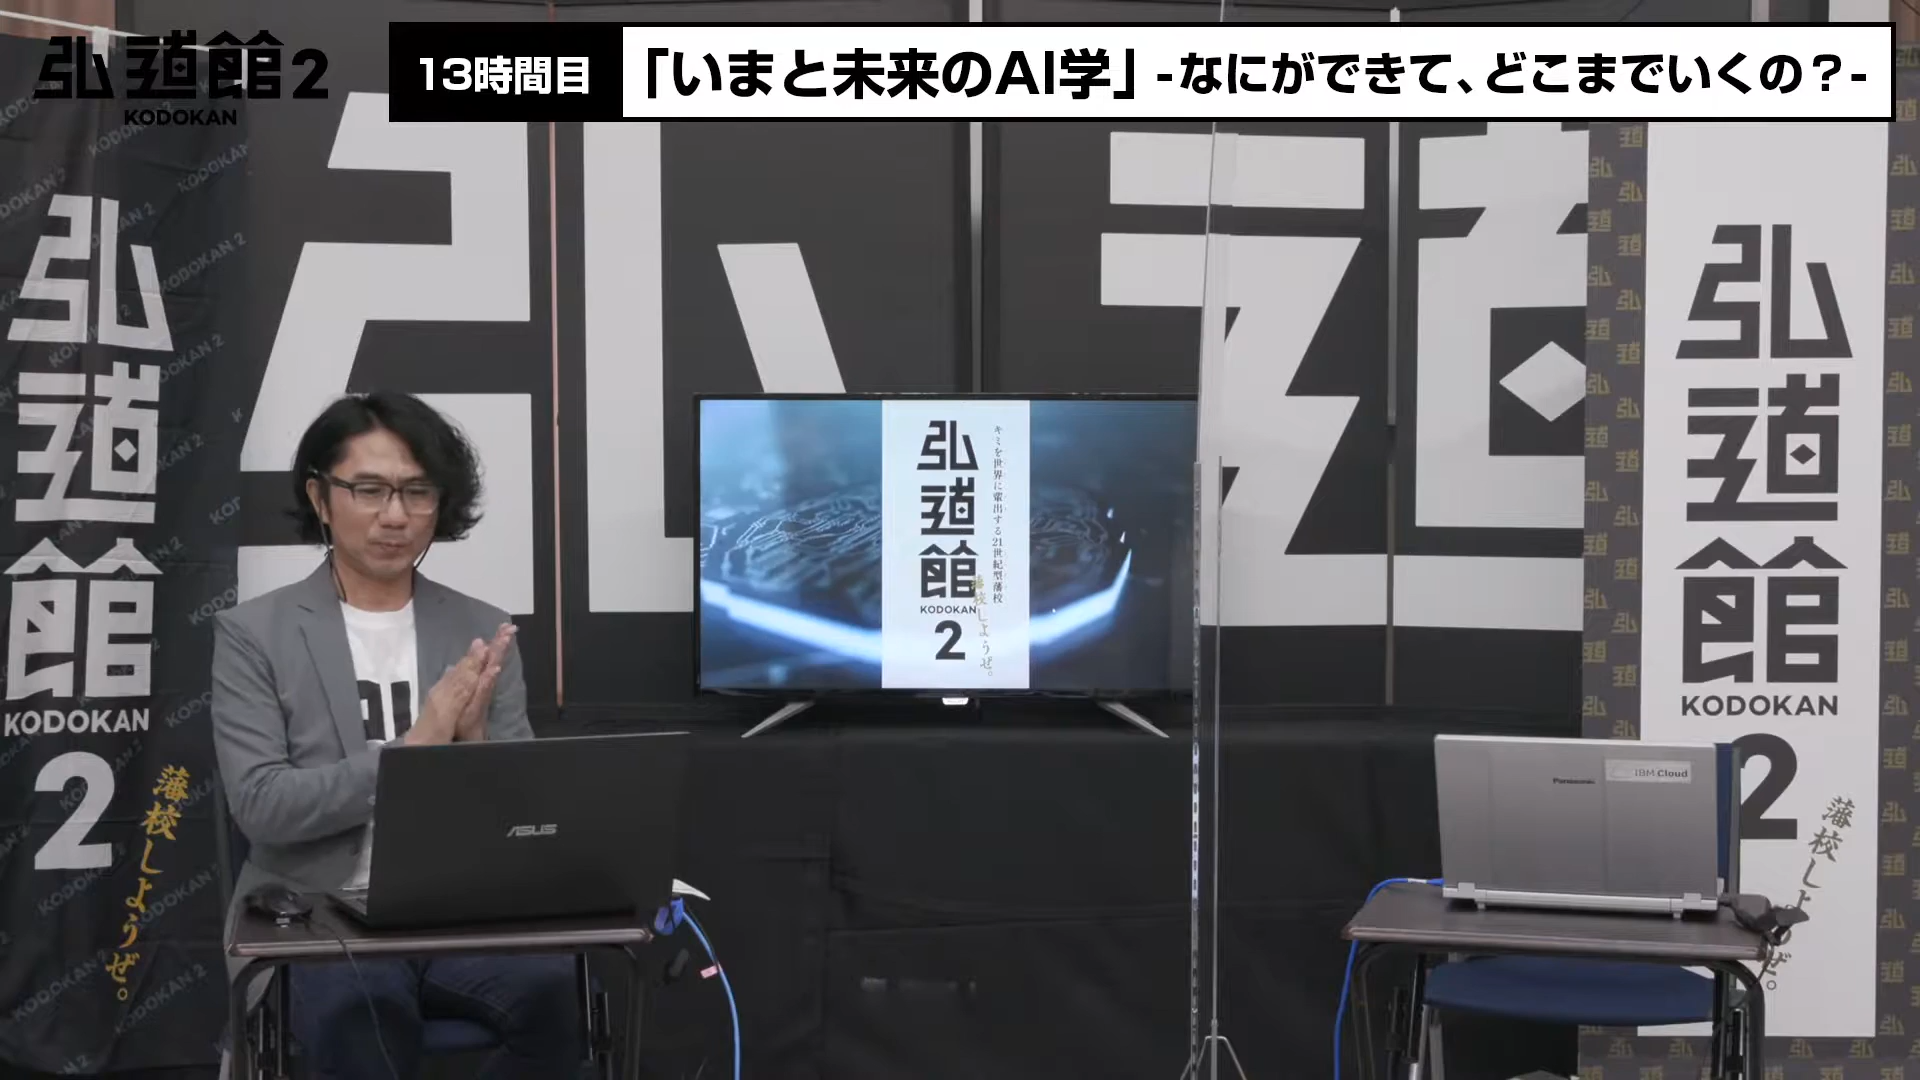 弘道館2
KODOKAN
13時間目
「いまと未来のAI学」-なにができて、どこまでいくの？-
弘道館
KODOKAN
2
藩校しようぜ。
弘道
弘道館
KODOKAN
2
キミを世界に輩出する21世紀型藩校
藩校しようぜ。
弘道館
KODOKAN
2
藩校しようぜ。
ASUS
Panasonic
IBM Cloud